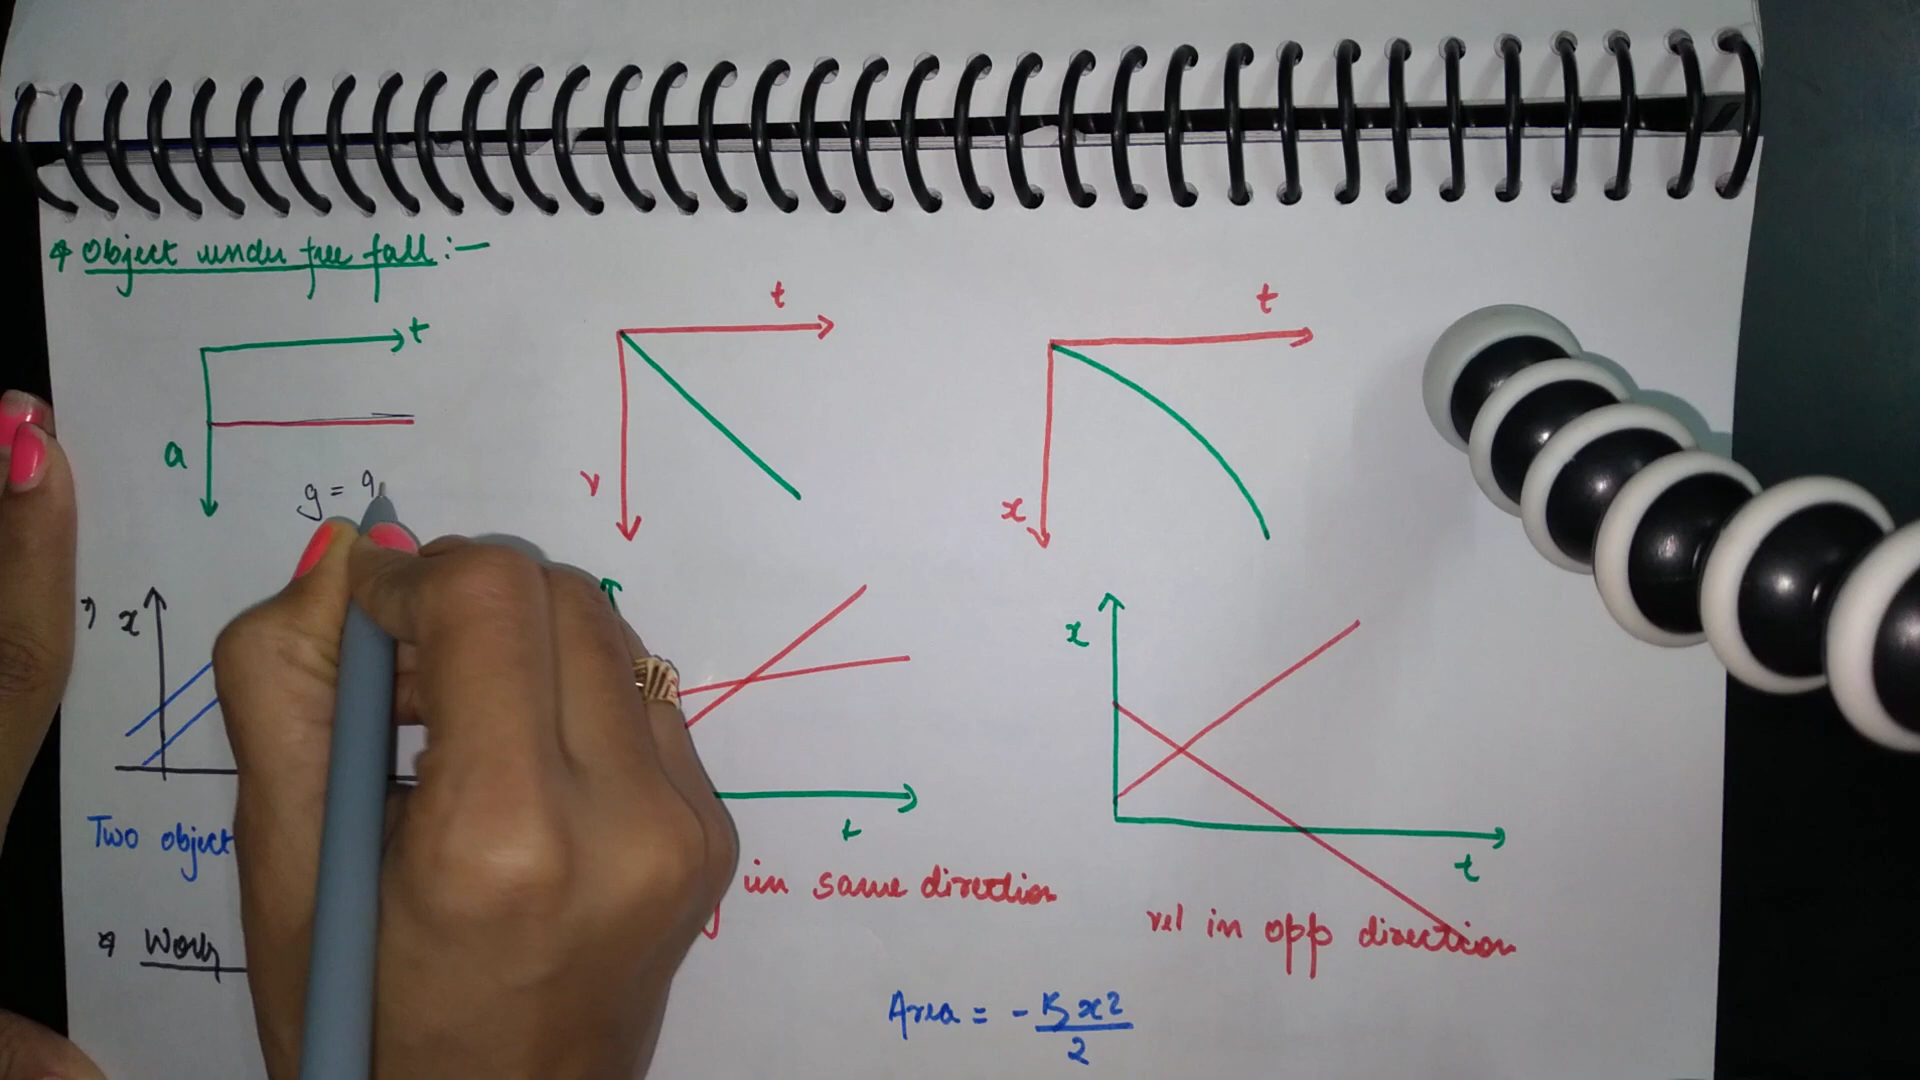 * Object under free fall :-
t
t
t
a
v
x
g = 9
x
x
t
t
Two object
in same direction
vel in opp direction
* Work
Area = - Kx2
2